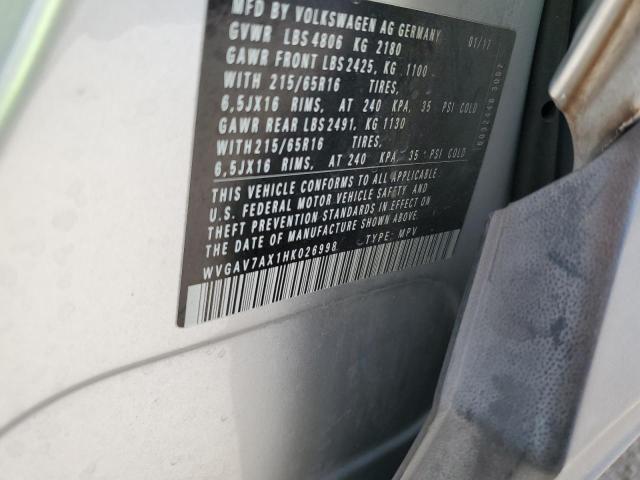 MFD BY VOLKSWAGEN AG GERMANY 01/17
GVWR LBS 4806 KG 2180
GAWR FRONT LBS 2425, KG 1100
WITH 215/65R16 TIRES,
6,5JX16 RIMS, AT 240 KPA, 35 PSI COLD
GAWR REAR LBS 2491, KG 1130
WITH 215/65R16 TIRES,
6,5JX16 RIMS, AT 240 KPA, 35 PSI COLD
THIS VEHICLE CONFORMS TO ALL APPLICABLE
U.S. FEDERAL MOTOR VEHICLE SAFETY AND
THEFT PREVENTION STANDARDS IN EFFECT ON
THE DATE OF MANUFACTURE SHOWN ABOVE.
WVGAV7AX1HK026998 TYPE: MPV